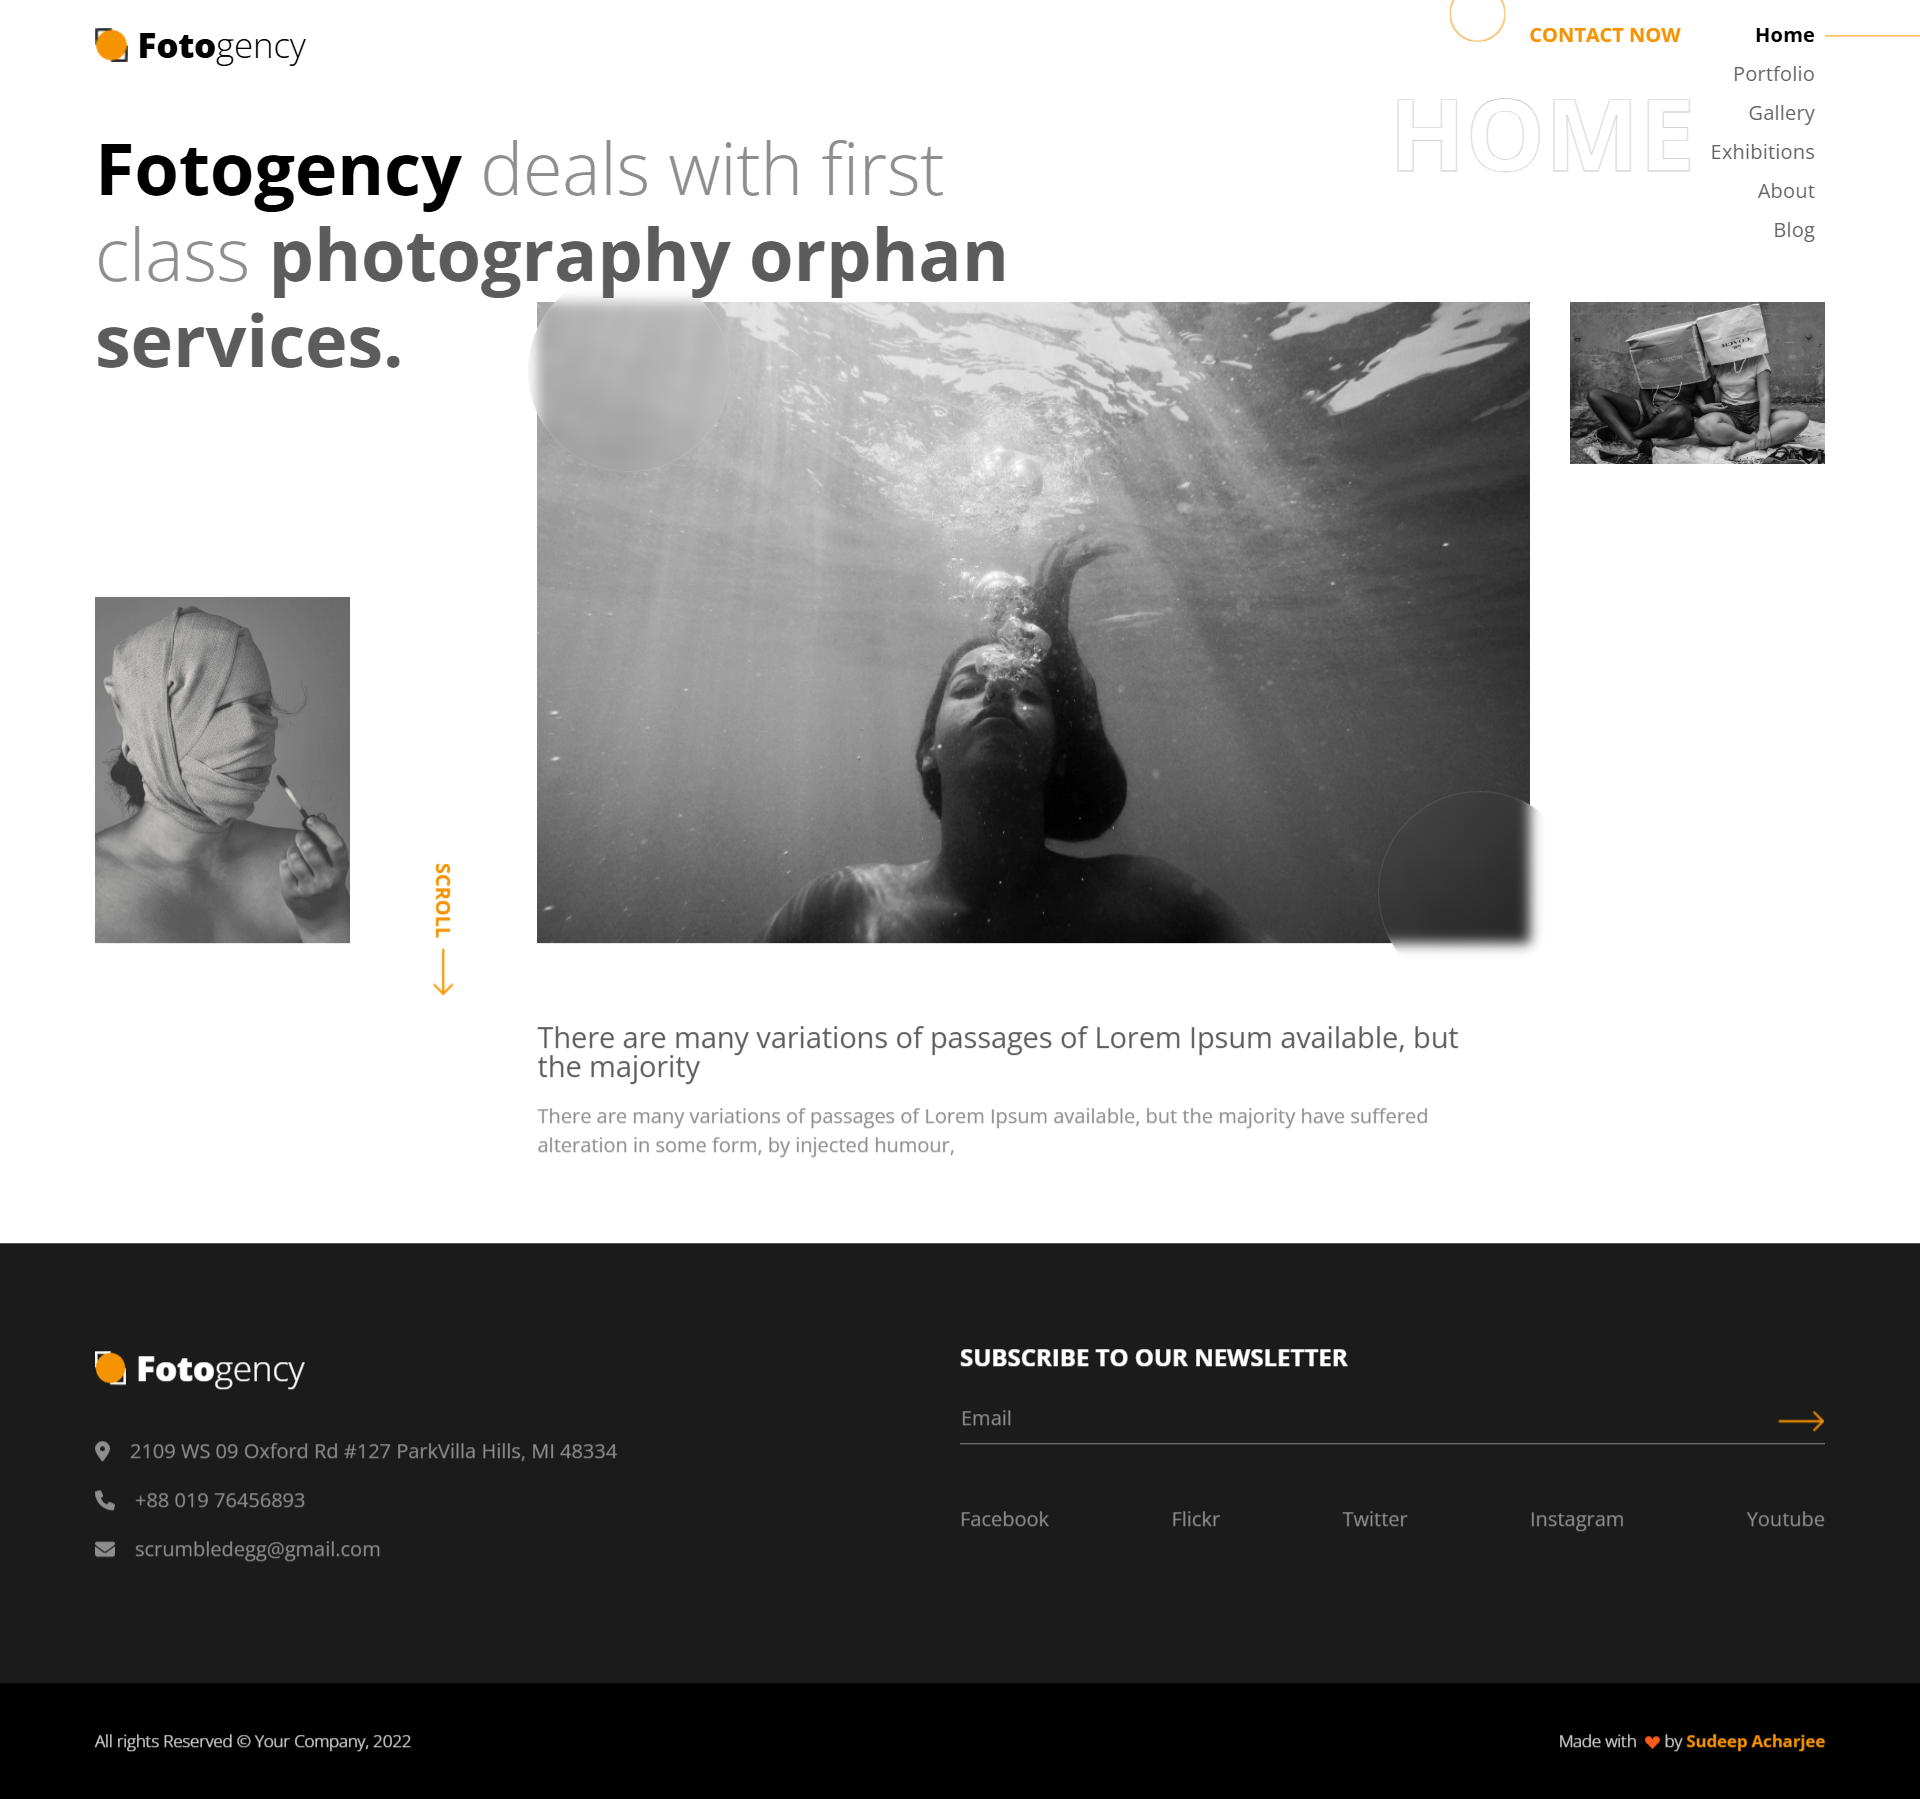 Fotogency
CONTACT NOW
Home
Portfolio
Gallery
Exhibitions
About
Blog
HOME
Fotogency deals with first
class photography orphan
services.
COACH
SCROLL
There are many variations of passages of Lorem Ipsum available, but
the majority
There are many variations of passages of Lorem Ipsum available, but the majority have suffered
alteration in some form, by injected humour,
Fotogency
2109 WS 09 Oxford Rd #127 ParkVilla Hills, MI 48334
+88 019 76456893
scrumbledegg@gmail.com
SUBSCRIBE TO OUR NEWSLETTER
Email
Facebook
Flickr
Twitter
Instagram
Youtube
All rights Reserved © Your Company, 2022
Made with ❤ by Sudeep Acharjee